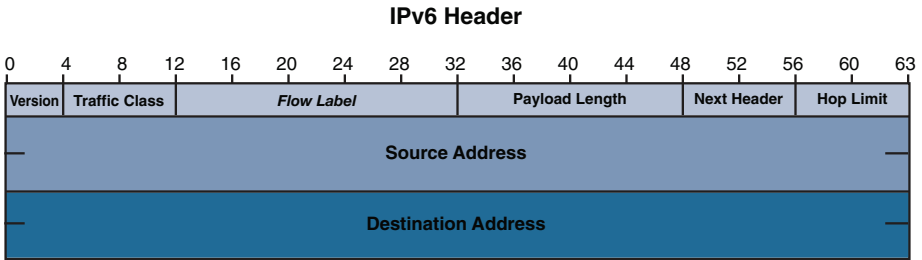 IPv6 Header
0 4 8 12 16 20 24 28 32 36 40 44 48 52 56 60 63
Version Traffic Class Flow Label Payload Length Next Header Hop Limit
Source Address
Destination Address